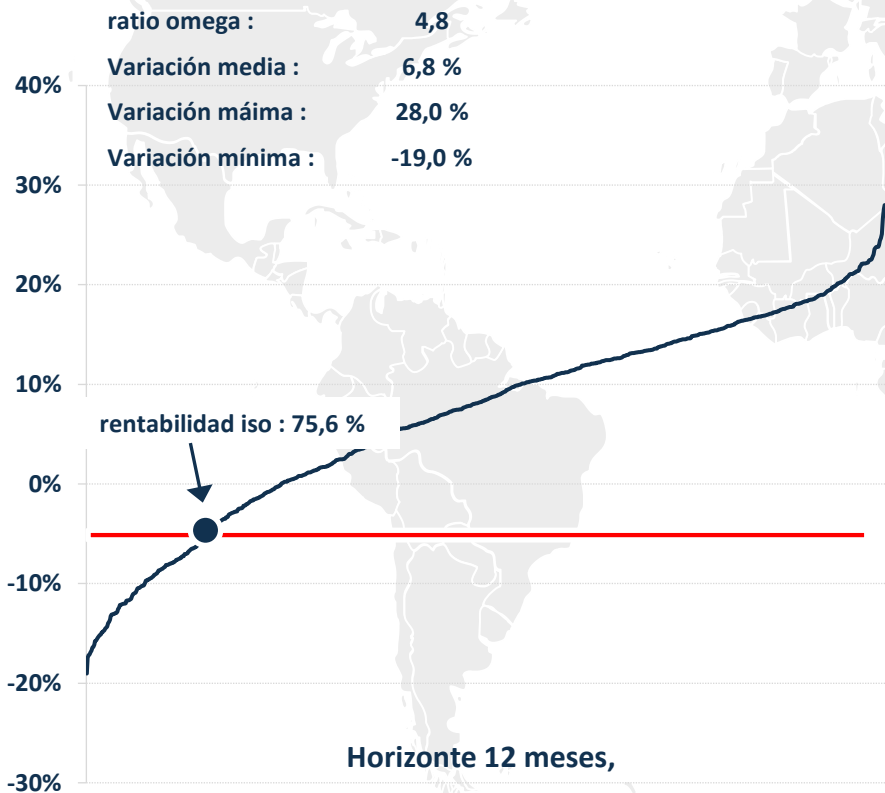 ratio omega : 4,8
Variación media : 6,8 %
40%
Variación máima : 28,0 %
Variación mínima : -19,0 %
30%
20%
10%
rentabilidad iso : 75,6 %
0%
-10%
-20%
Horizonte 12 meses,
-30%